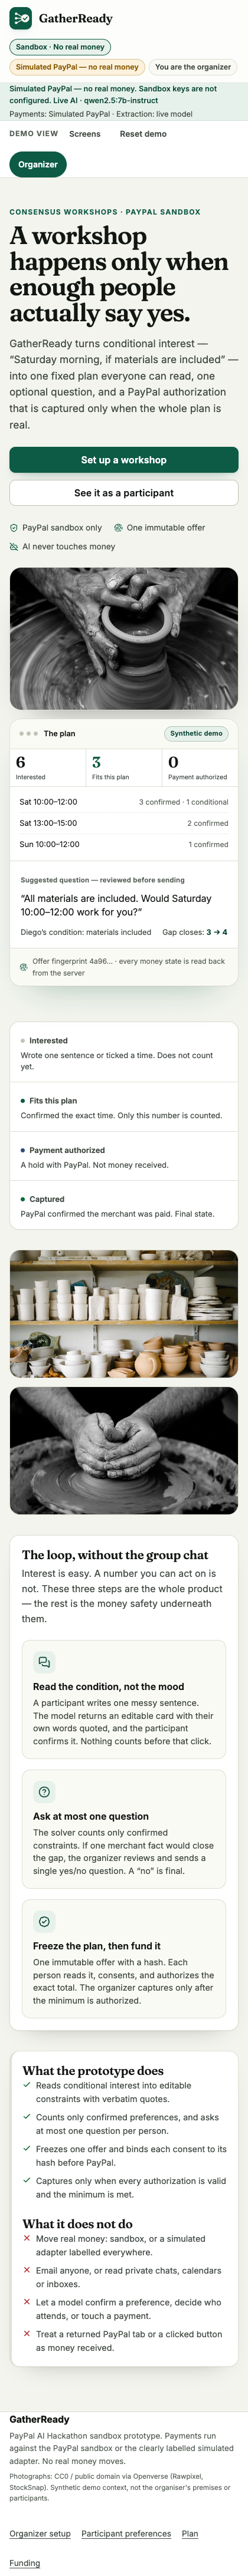 GatherReady
Sandbox · No real money
Simulated PayPal — no real money
You are the organizer
Simulated PayPal — no real money. Sandbox keys are not
configured. Live AI · qwen2.5:7b-instruct
Payments: Simulated PayPal · Extraction: live model
DEMO VIEW
Screens
Reset demo
Organizer
CONSENSUS WORKSHOPS · PAYPAL SANDBOX
A workshop
happens only when
enough people
actually say yes.
GatherReady turns conditional interest —
“Saturday morning, if materials are included” —
into one fixed plan everyone can read, one
optional question, and a PayPal authorization
that is captured only when the whole plan is
real.
Set up a workshop
See it as a participant
PayPal sandbox only
One immutable offer
AI never touches money
The plan
Synthetic demo
6
Interested
3
Fits this plan
0
Payment authorized
Sat 10:00–12:00
3 confirmed · 1 conditional
Sat 13:00–15:00
2 confirmed
Sun 10:00–12:00
1 confirmed
Suggested question — reviewed before sending
“All materials are included. Would Saturday
10:00–12:00 work for you?”
Diego’s condition: materials included
Gap closes: 3 → 4
Offer fingerprint 4a96… · every money state is read back
from the server
Interested
Wrote one sentence or ticked a time. Does not count
yet.
Fits this plan
Confirmed the exact time. Only this number is counted.
Payment authorized
A hold with PayPal. Not money received.
Captured
PayPal confirmed the merchant was paid. Final state.
The loop, without the group chat
Interest is easy. A number you can act on is
not. These three steps are the whole product
— the rest is the money safety underneath
them.
Read the condition, not the mood
A participant writes one messy sentence.
The model returns an editable card with their
own words quoted, and the participant
confirms it. Nothing counts before that click.
Ask at most one question
The solver counts only confirmed
constraints. If one merchant fact would close
the gap, the organizer reviews and sends a
single yes/no question. A “no” is final.
Freeze the plan, then fund it
One immutable offer with a hash. Each
person reads it, consents, and authorizes the
exact total. The organizer captures only after
the minimum is authorized.
What the prototype does
Reads conditional interest into editable
constraints with verbatim quotes.
Counts only confirmed preferences, and asks
at most one question per person.
Freezes one offer and binds each consent to its
hash before PayPal.
Captures only when every authorization is valid
and the minimum is met.
What it does not do
Move real money: sandbox, or a simulated
adapter labelled everywhere.
Email anyone, or read private chats, calendars
or inboxes.
Let a model confirm a preference, decide who
attends, or touch a payment.
Treat a returned PayPal tab or a clicked button
as money received.
GatherReady
PayPal AI Hackathon sandbox prototype. Payments run
against the PayPal sandbox or the clearly labelled simulated
adapter. No real money moves.
Photographs: CC0 / public domain via Openverse (Rawpixel,
StockSnap). Synthetic demo context, not the organiser's premises or
participants.
Organizer setup
Participant preferences
Plan
Funding